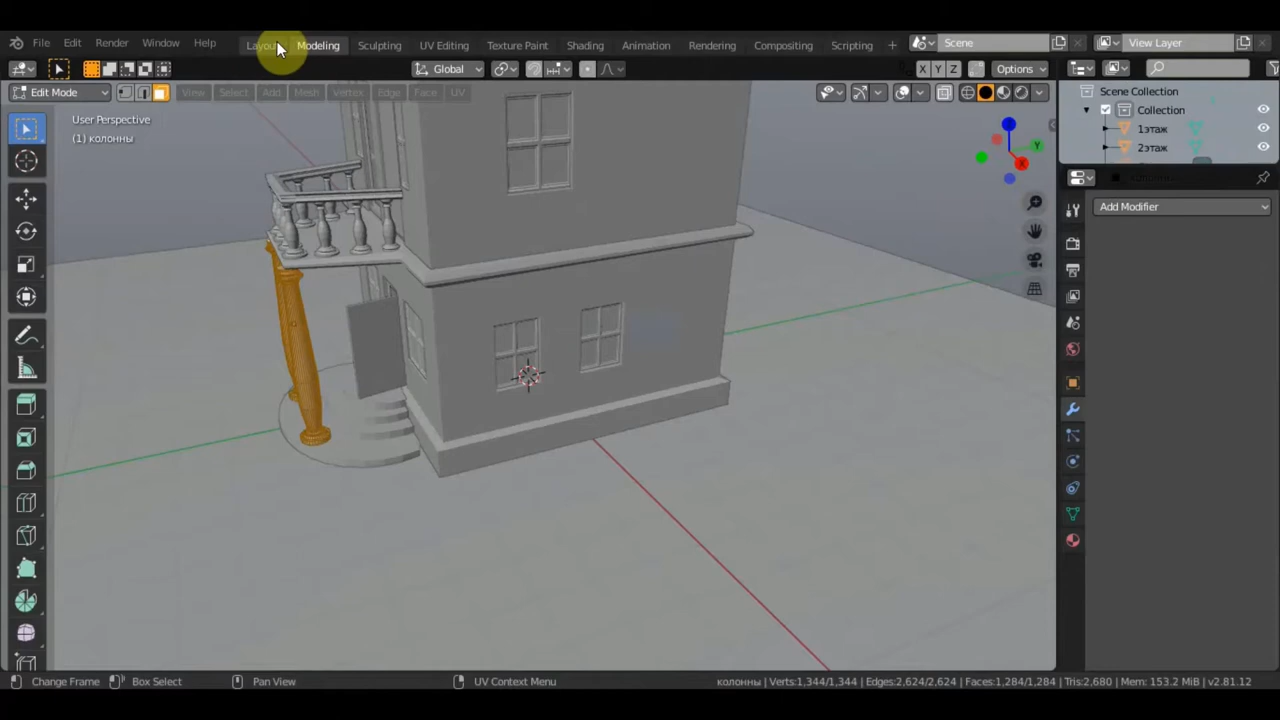 File Edit Render Window Help Layout Modeling Sculpting UV Editing Texture Paint Shading Animation Rendering Compositing Scripting + Scene View Layer
Global X Y Z Options
Edit Mode View Select Add Mesh Vertex Edge Face UV
User Perspective
(1) колонны
Z
Y
X
Scene Collection
Collection
1этаж
2этаж
Add Modifier
Change Frame Box Select Pan View UV Context Menu колонны | Verts:1,344/1,344 | Edges:2,624/2,624 | Faces:1,284/1,284 | Tris:2,680 | Mem: 153.2 MiB | v2.81.12